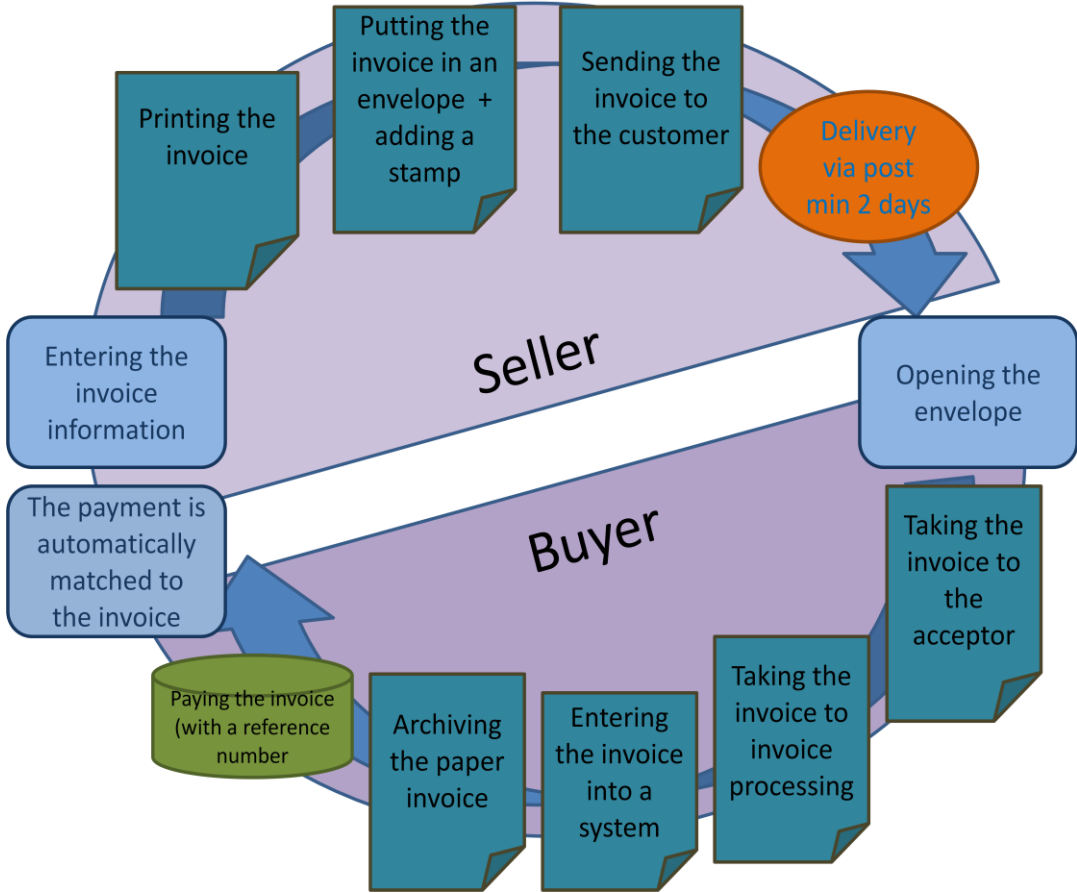 Putting the
invoice in an
envelope +
adding a
stamp
Sending the
invoice to
the customer
Printing the
invoice
Delivery
via post
min 2 days
Entering the
invoice
information
Seller
Opening the
envelope
The payment is
automatically
matched to
the invoice
Buyer
Taking the
invoice to
the
acceptor
Taking the
invoice to
invoice
processing
Entering
the invoice
into a
system
Archiving
the paper
invoice
Paying the invoice
(with a reference
number